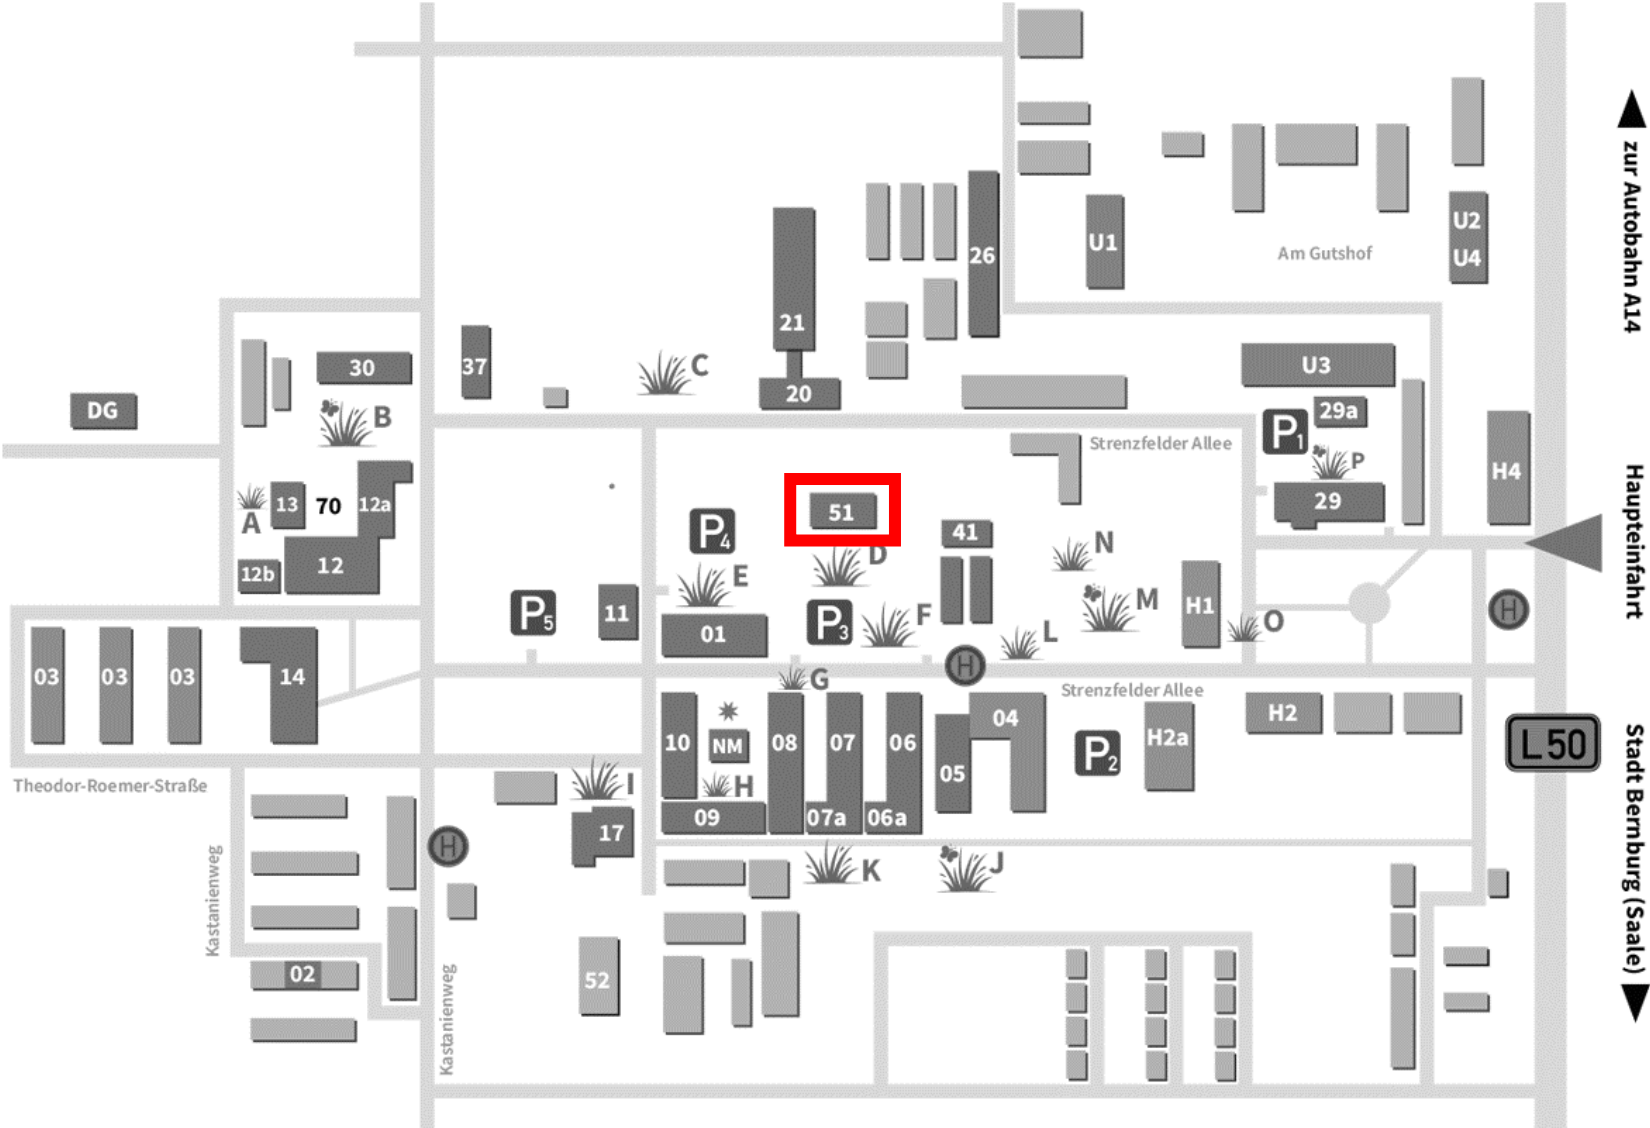 zur Autobahn A14
U1
U2
U4
Am Gutshof
26
21
20
C
37
30
B
DG
U3
29a
P1
P
29
H4
Strenzfelder Allee
Haupteinfahrt
13
70
12a
A
12b
12
51
D
P4
E
41
N
M
H1
O
H
P5
11
01
P3
F
L
H
G
03
03
03
14
Strenzfelder Allee
10
NM
H
09
08
07
07a
06
06a
05
04
P2
H2a
H2
L50
Theodor-Roemer-Straße
I
17
H
K
J
Stadt Bernburg (Saale)
Kastanienweg
02
Kastanienweg
52